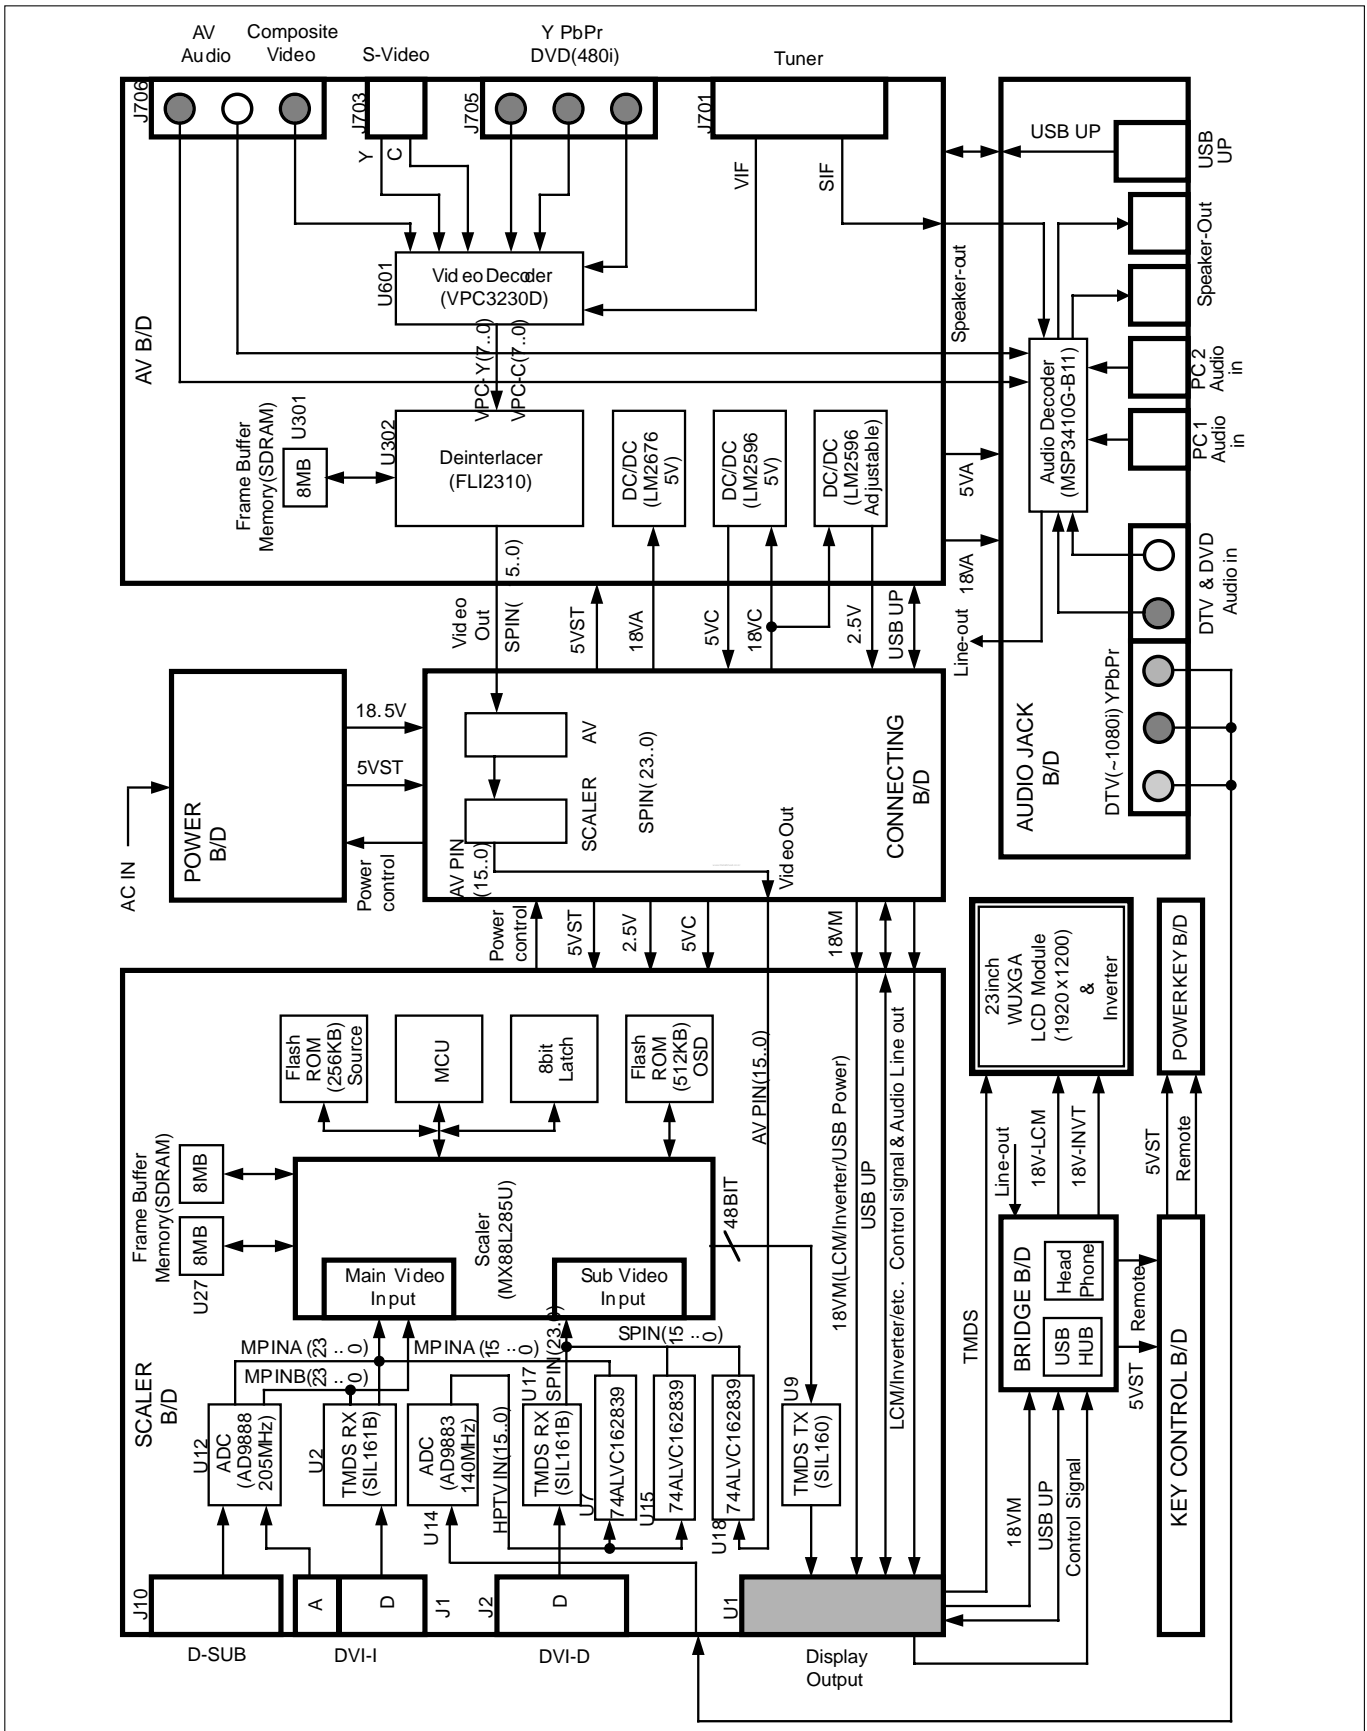 AV
Audio
Composite
Video
S-Video
Y PbPr
DVD(480i)
Tuner
J706
J703
J705
J701
Y
C
VIF
SIF
USB UP
USB
UP
U601
Video Decoder
(VPC3230D)
Speaker-out
Speaker-Out
AV B/D
VPC-Y(7..0)
VPC-C(7..0)
Audio Decoder
(MSP3410G-B11)
PC2
Audio
in
PC1
Audio
in
Frame Buffer
Memory(SDRAM)
U301
8MB
U302
Deinterlacer
(FLI2310)
DC/DC
(LM2676
5V)
DC/DC
(LM2596
5V)
DC/DC
(LM2596
Adjustable)
5VA
18VA
DTV & DVD
Audio in
Video
Out
SPIN(
5..0)
5VST
18VA
5VC
18VC
2.5V
USB UP
Line-out
AUDIO JACK
B/D
DTV(~1080i) YPbPr
AC IN
POWER
B/D
18.5V
5VST
Power
control
AV
SCALER
AV PIN
(15..0)
SPIN(23..0)
Video Out
CONNECTING
B/D
Power
control
5VST
2.5V
5VC
18VM
23inch
WUXGA
LCD Module
(1920x1200)
&
Inverter
POWER KEY B/D
Flash
ROM
(256KB)
Source
MCU
8bit
Latch
Flash
ROM
(512KB)
OSD
AV PIN(15..0)
18VM(LCM/Inverter/USB Power)
USB UP
LCM/Inverter/etc. Control signal & Audio Line out
Frame Buffer
Memory(SDRAM)
8MB
8MB
U27
Scaler
(MX88L285U)
Main Video
Input
Sub Video
Input
48BIT
TMDS
Line-out
18V-LCM
18V-INVT
5VST
Remote
SCALER
B/D
MPINA(23..0)
MPINB(23..0)
MPINA(15..0)
SPIN(23..0)
SPIN(15..0)
U12
ADC
(AD9888
205MHz)
U2
TMDS RX
(SIL161B)
U14
ADC
(AD9883
140MHz)
HPTV IN(15..0)
U17
TMDS RX
(SIL161B)
U7
74ALVC162839
U15
74ALVC162839
U18
74ALVC162839
U9
TMDS TX
(SIL160)
BRIDGE B/D
USB
HUB
Head
Phone
Remote
5VST
KEY CONTROL B/D
18VM
USB UP
Control Signal
J10
A
D
J1
J2
D
U1
D-SUB
DVI-I
DVI-D
Display
Output